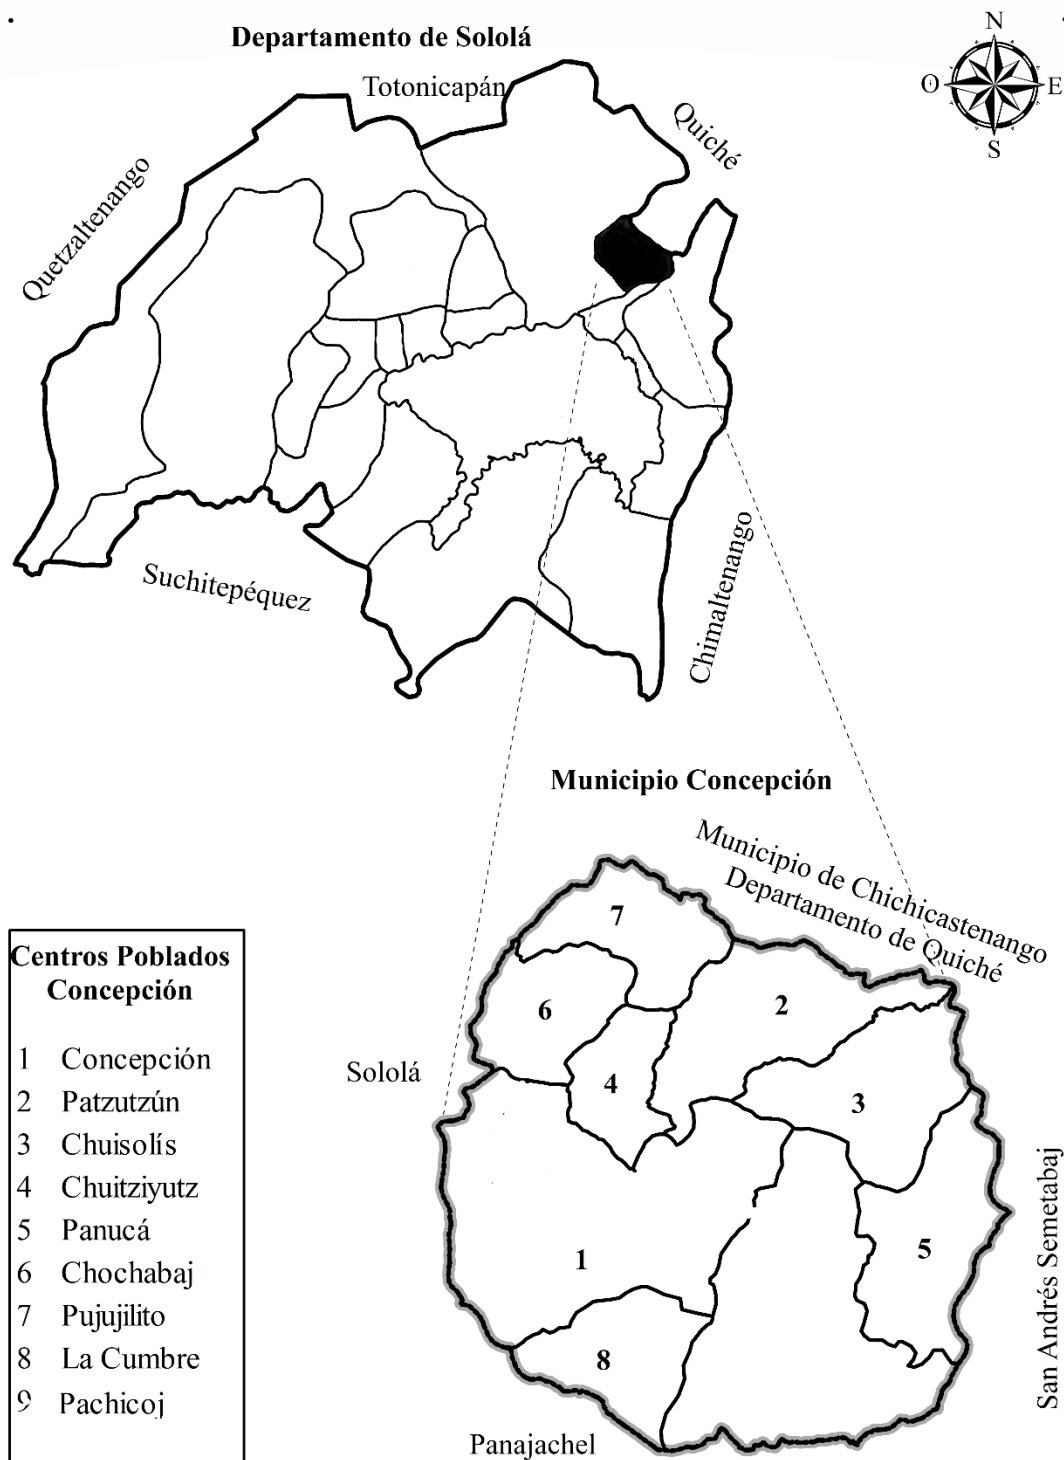 Departamento de Sololá
Totonicapán
Quiché
Quetzaltenango
Suchitepéquez
Chimaltenango
N
O
E
S
Municipio Concepción
Municipio de Chichicastenango
Departamento de Quiché
Sololá
San Andrés Semetabaj
Panajachel
7
6
2
4
3
1
5
8
Centros Poblados
Concepción
1 Concepción
2 Patzutzún
3 Chuisolís
4 Chuitziyutz
5 Panucá
6 Chochabaj
7 Pujujilito
8 La Cumbre
9 Pachicoj